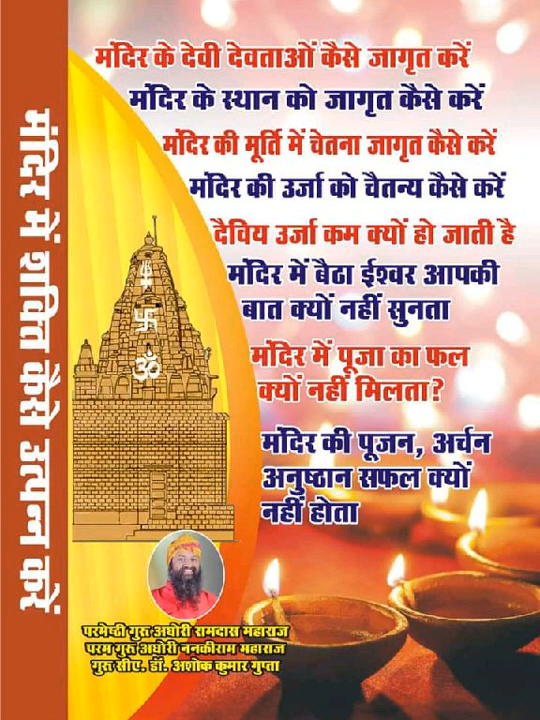 मंदिर में शक्ति कैसे उत्पन्न करें
मंदिर के देवी देवताओं कैसे जागृत करें
मंदिर के स्थान को जागृत कैसे करें
मंदिर की मूर्ति में चेतना जागृत कैसे करें
मंदिर की उर्जा को चैतन्य कैसे करें
दैविय उर्जा कम क्यों हो जाती है
मंदिर में बैठा ईश्वर आपकी
बात क्यों नहीं सुनता
मंदिर में पूजा का फल
क्यों नहीं मिलता?
मंदिर की पूजन, अर्चन
अनुष्ठान सफल क्यों
नहीं होता
ॐ
परमेष्ठी गुरु अघोरी रामदास महाराज
परम गुरु अघोरी ननकीराम महाराज
गुरु सीए. डॉ. अशोक कुमार गुप्ता